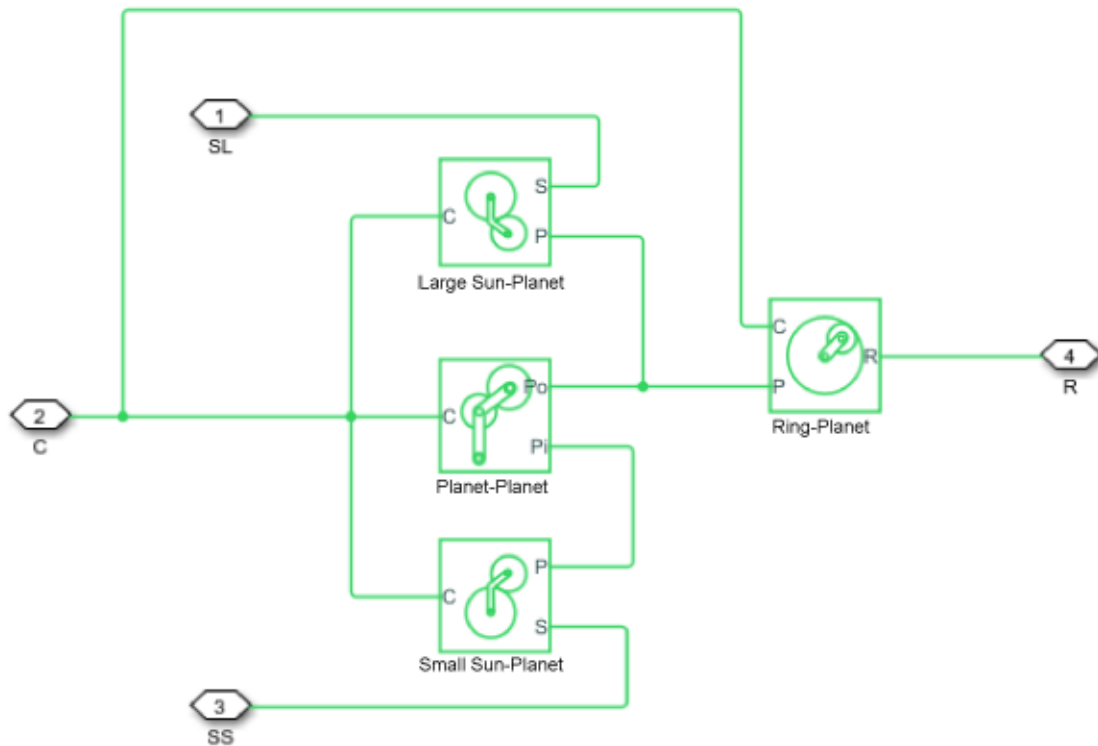 1
SL
S
C
P
Large Sun-Planet
C
R
4
R
P
Ring-Planet
Po
2
C
C
Pi
Planet-Planet
P
C
S
Small Sun-Planet
3
SS